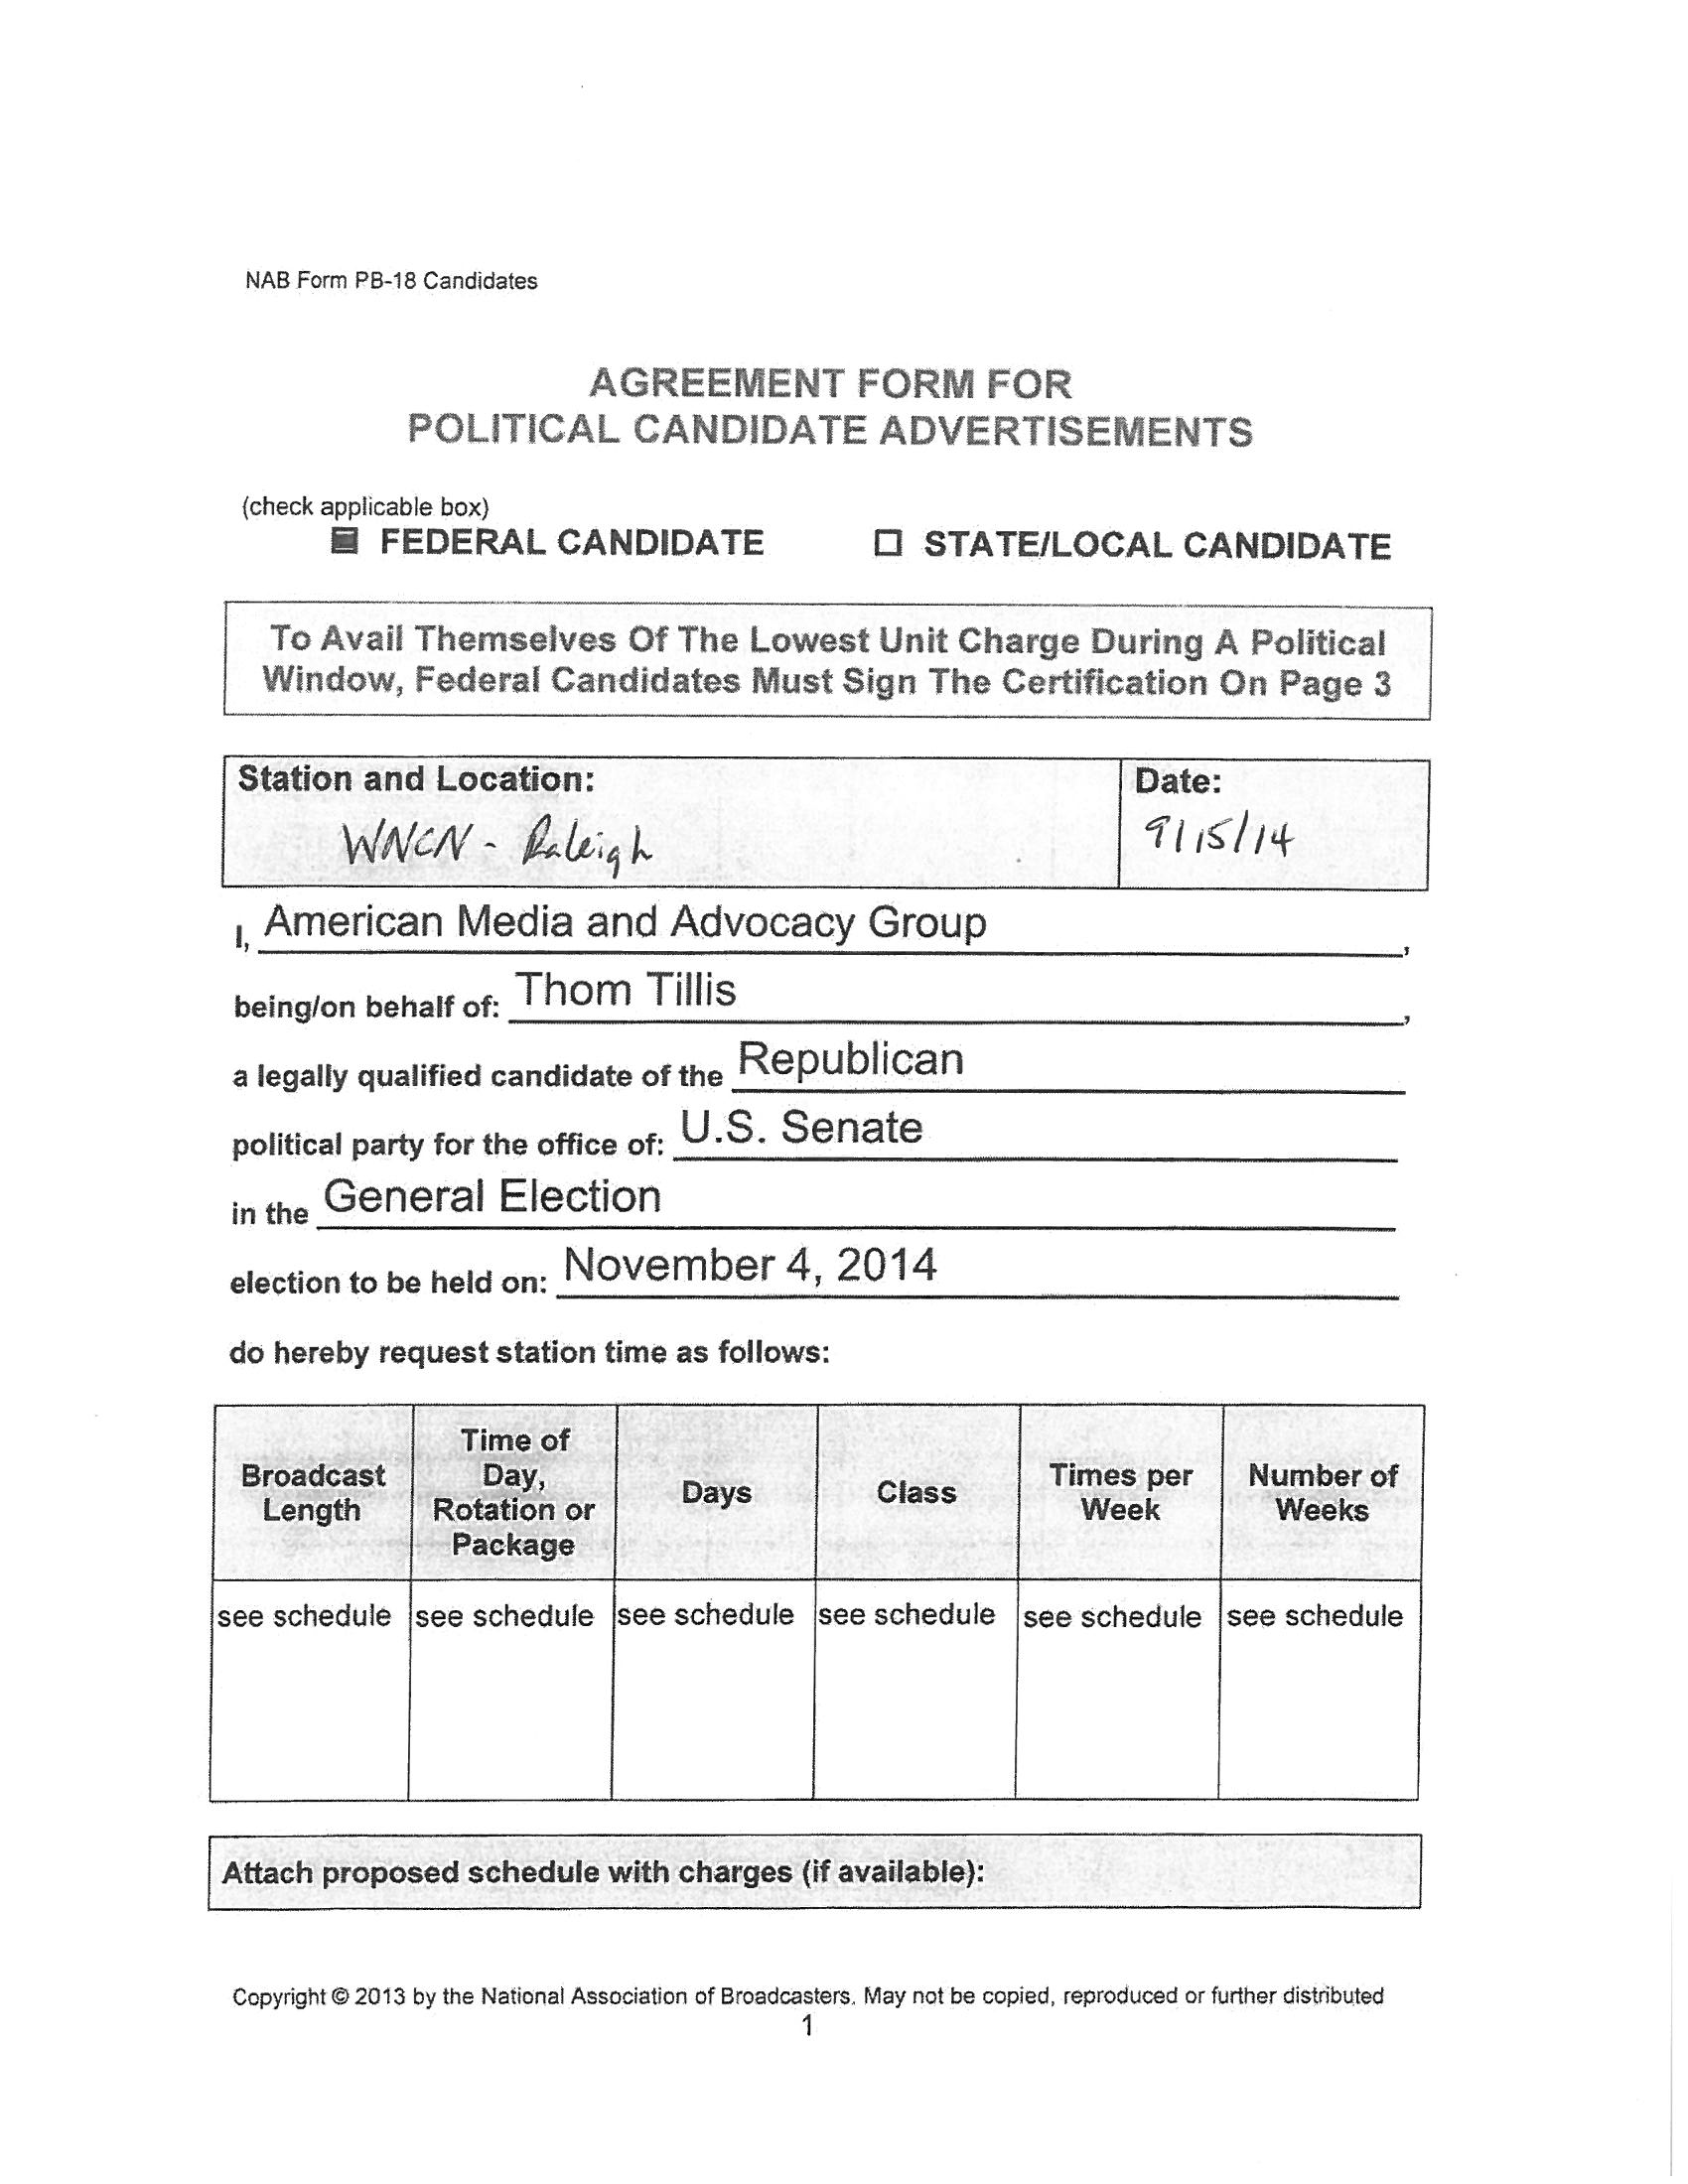 NAB Form PB-18 Candidates
AGREEMENT FORM FOR
POLITICAL CANDIDATE ADVERTISEMENTS
(check applicable box)
FEDERAL CANDIDATE STATE/LOCAL CANDIDATE
To Avail Themselves Of The Lowest Unit Charge During A Political
Window, Federal Candidates Must Sign The Certification On Page 3
Station and Location: Date:
WNCN - Raleigh 9/15/14
I, American Media and Advocacy Group,
being/on behalf of: Thom Tillis,
a legally qualified candidate of the Republican
political party for the office of: U.S. Senate
in the General Election
election to be held on: November 4, 2014
do hereby request station time as follows:
Broadcast Length Time of Day, Rotation or Package Days Class Times per Week Number of Weeks
see schedule see schedule see schedule see schedule see schedule see schedule
Attach proposed schedule with charges (if available):
Copyright © 2013 by the National Association of Broadcasters. May not be copied, reproduced or further distributed
1